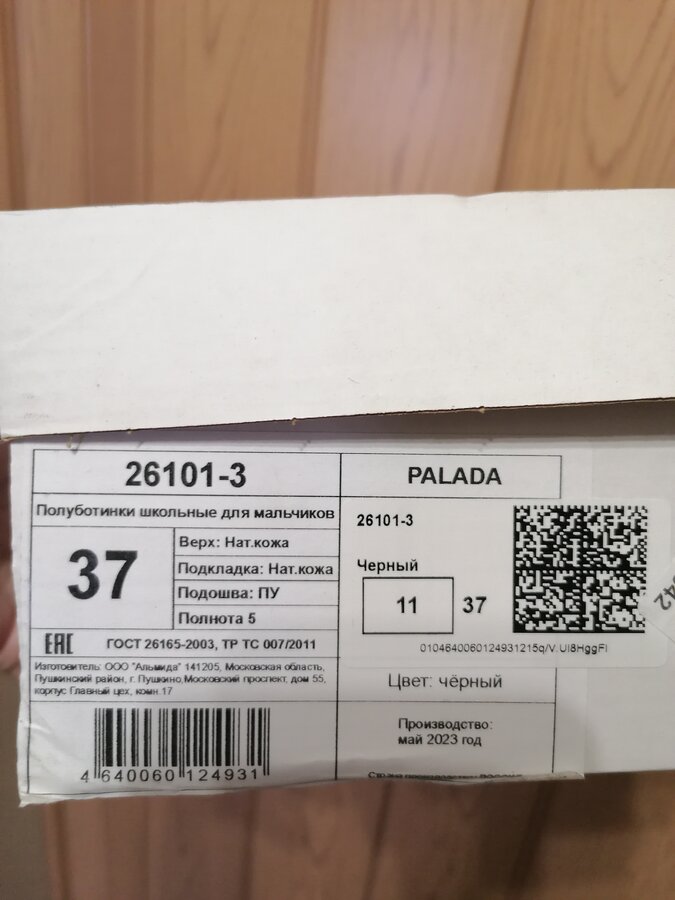 26101-3
PALADA
Полуботинки школьные для мальчиков
37
Верх: Нат.кожа
Подкладка: Нат.кожа
Подошва: ПУ
Полнота 5
26101-3
Черный
11
37
0104640060124931215q/V.UI8HggFI
EAC
ГОСТ 26165-2003, ТР ТС 007/2011
Изготовитель: ООО "Альмида" 141205, Московская область,
Пушкинский район, г. Пушкино,Московский проспект, дом 55,
корпус Главный цех, комн.17
Цвет: чёрный
Производство:
май 2023 год
4 640060 124931